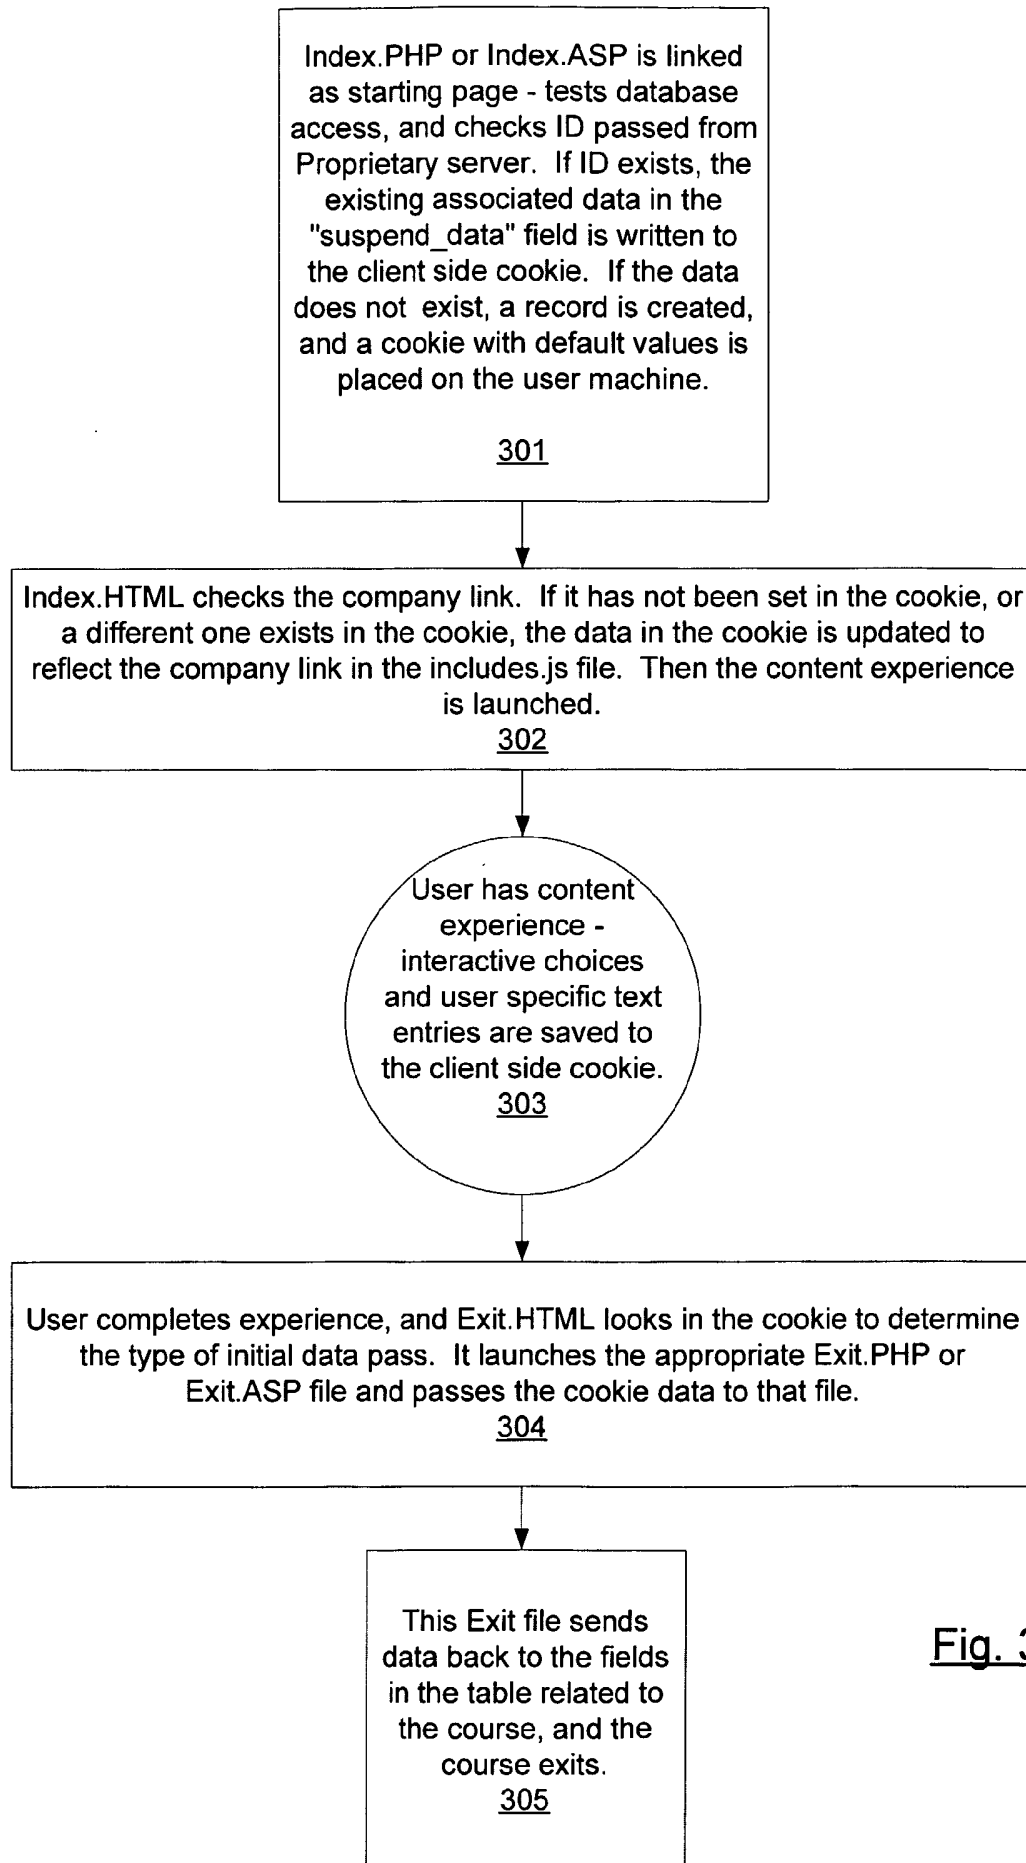 Index.PHP or Index.ASP is linked
as starting page - tests database
access, and checks ID passed from
Proprietary server.  If ID exists, the
existing associated data in the
"suspend_data" field is written to
the client side cookie.  If the data
does not  exist, a record is created,
and a cookie with default values is
placed on the user machine.
301
Index.HTML checks the company link.  If it has not been set in the cookie, or
a different one exists in the cookie, the data in the cookie is updated to
reflect the company link in the includes.js file.  Then the content experience
is launched.
302
User has content
experience -
interactive choices
and user specific text
entries are saved to
the client side cookie.
303
User completes experience, and Exit.HTML looks in the cookie to determine
the type of initial data pass.  It launches the appropriate Exit.PHP or
Exit.ASP file and passes the cookie data to that file.
304
This Exit file sends
data back to the fields
in the table related to
the course, and the
course exits.
305
Fig. 3